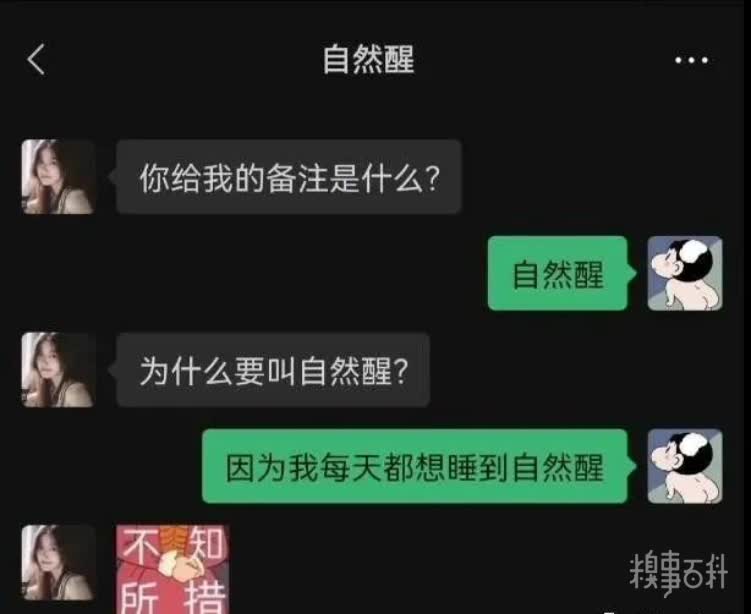 自然醒
你给我的备注是什么?
自然醒
为什么要叫自然醒?
因为我每天都想睡到自然醒
不知
所措
糗事百科